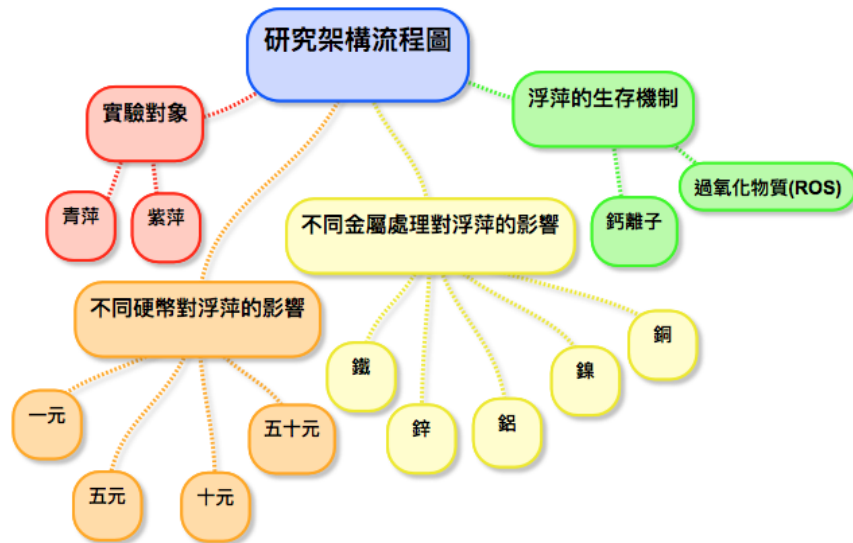 研究架構流程圖
實驗對象
青萍
紫萍
不同硬幣對浮萍的影響
一元
五元
十元
五十元
不同金屬處理對浮萍的影響
鐵
鋅
鋁
鎳
銅
浮萍的生存機制
鈣離子
過氧化物質(ROS)